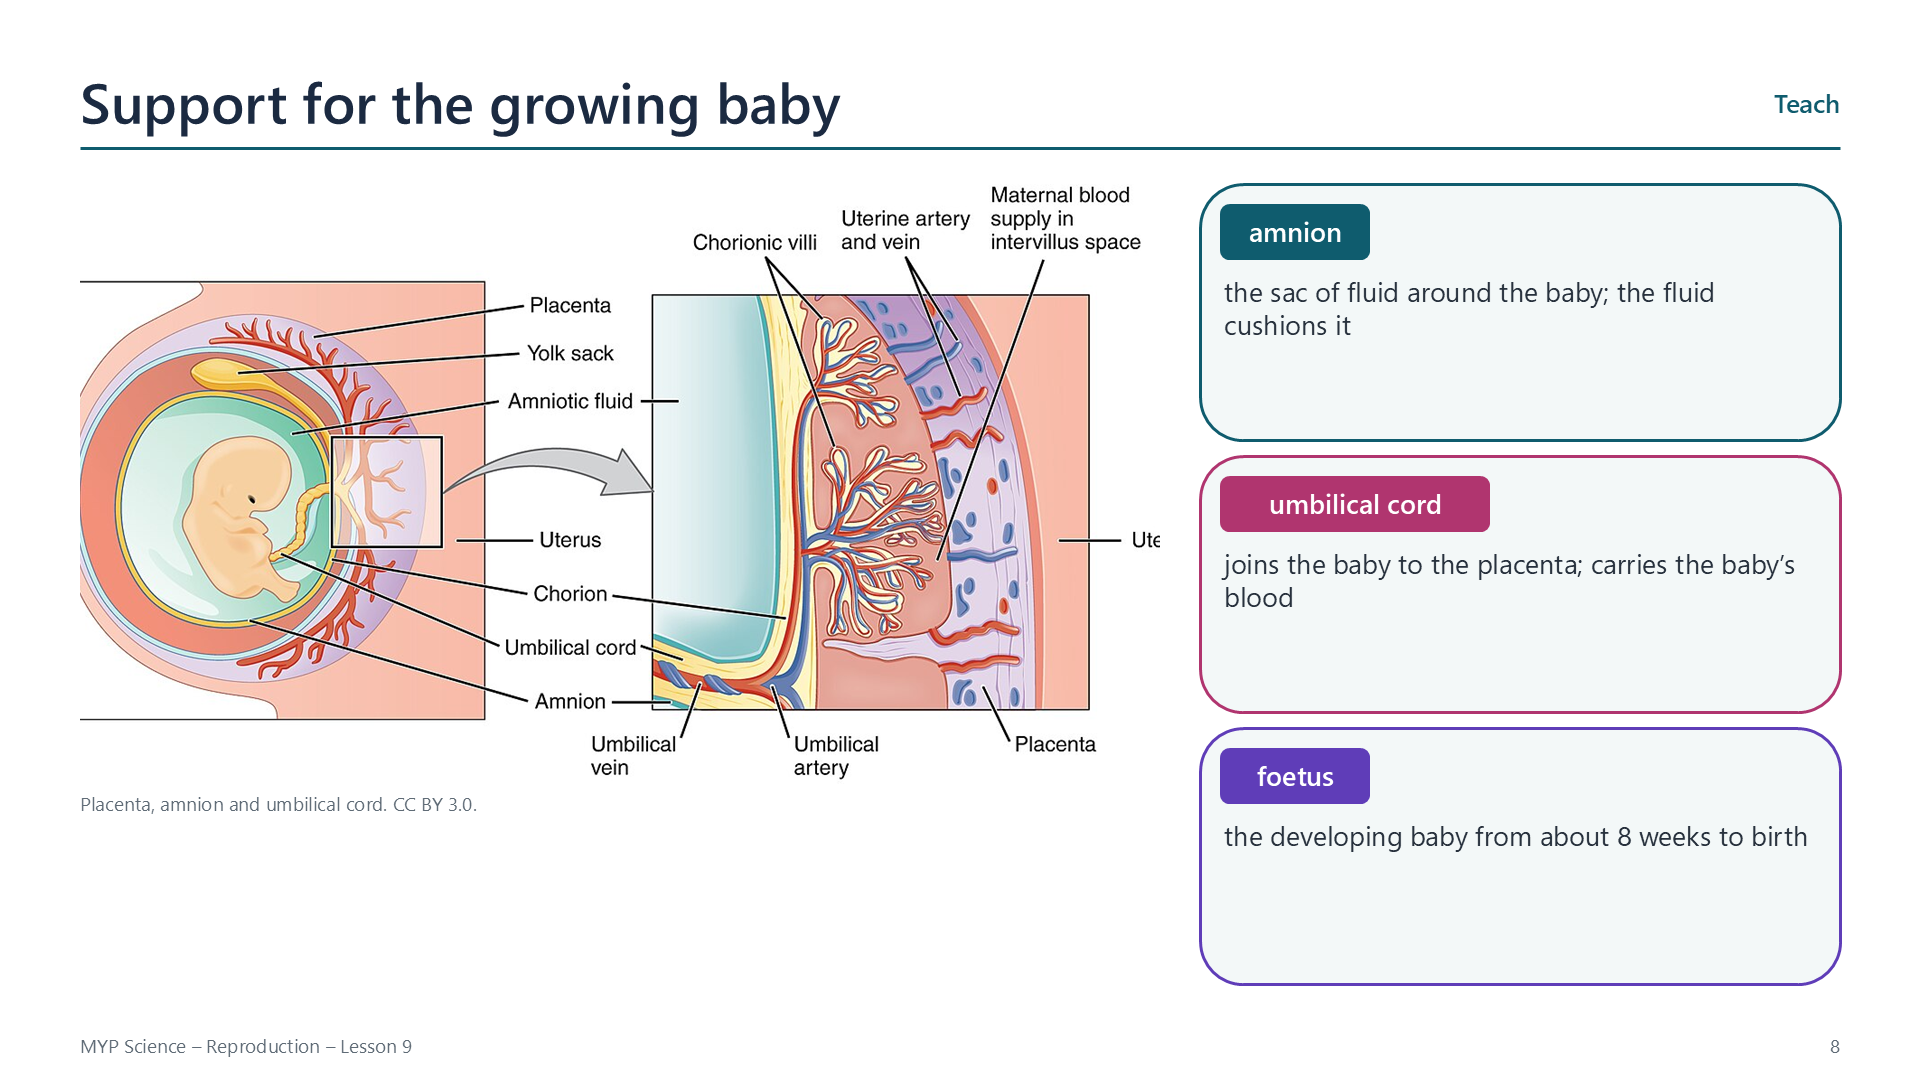 Support for the growing baby
Teach
Maternal blood
supply in
intervillus space
Uterine artery
and vein
Chorionic villi
Placenta
Yolk sack
Amniotic fluid
Uterus
Ute
Chorion
Umbilical cord
Amnion
Umbilical
vein
Umbilical
artery
Placenta
Placenta, amnion and umbilical cord. CC BY 3.0.
amnion
the sac of fluid around the baby; the fluid
cushions it
umbilical cord
joins the baby to the placenta; carries the baby’s
blood
foetus
the developing baby from about 8 weeks to birth
MYP Science – Reproduction – Lesson 9
8